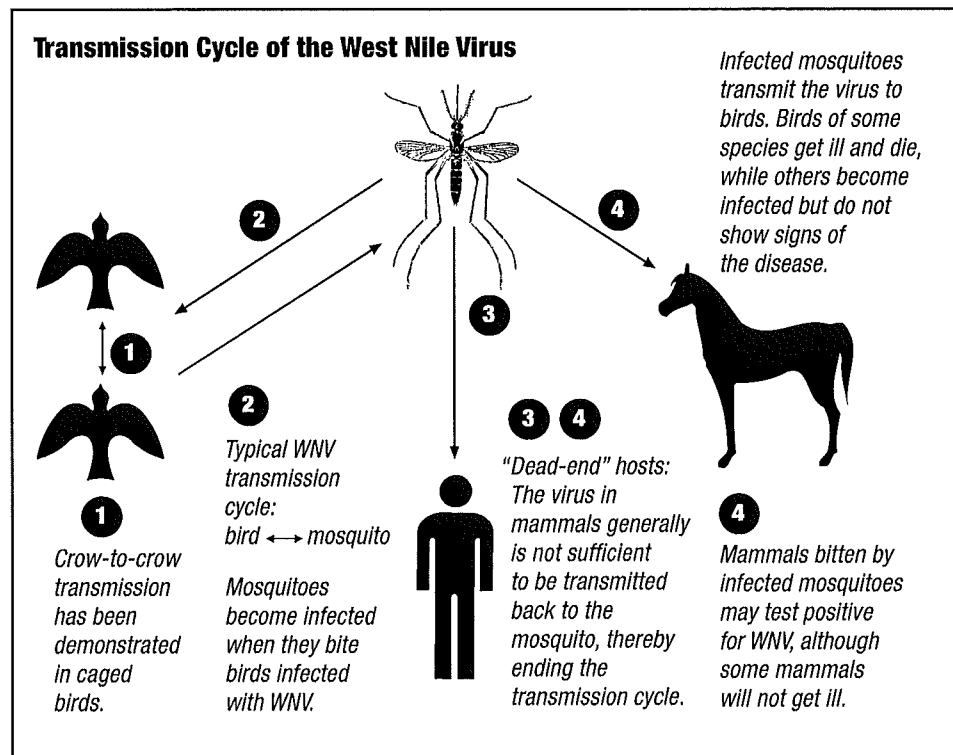 Transmission Cycle of the West Nile Virus
Infected mosquitoes
transmit the virus to
birds. Birds of some
species get ill and die,
while others become
infected but do not
show signs of
the disease.
2
4
1
3
1
Crow-to-crow
transmission
has been
demonstrated
in caged
birds.
2
Typical WNV
transmission
cycle:
bird ⟷ mosquito
Mosquitoes
become infected
when they bite
birds infected
with WNV.
3 4
“Dead-end” hosts:
The virus in
mammals generally
is not sufficient
to be transmitted
back to the
mosquito, thereby
ending the
transmission cycle.
4
Mammals bitten by
infected mosquitoes
may test positive
for WNV, although
some mammals
will not get ill.